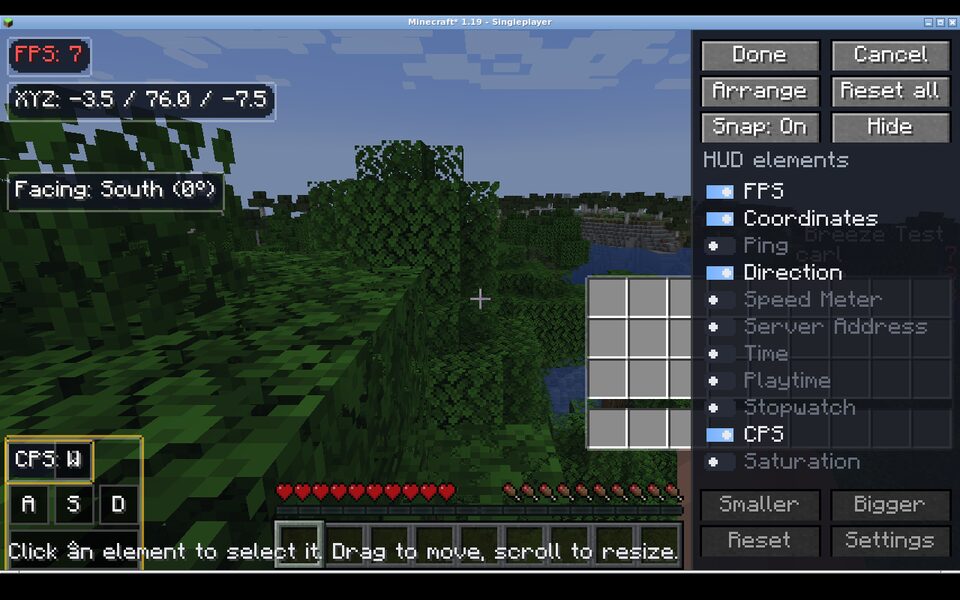 Minecraft* 1.19 - Singleplayer
FPS: 7
XYZ: -3.5 / 76.0 / -7.5
Facing: South (0°)
Done
Cancel
Arrange
Reset all
Snap: On
Hide
HUD elements
FPS
Coordinates
Ping
Breeze Test
carl
Direction
Speed Meter
Server Address
Time
Playtime
Stopwatch
CPS
Saturation
Smaller
Bigger
Reset
Settings
CPS W
A S D
Click an element to select it. Drag to move, scroll to resize.